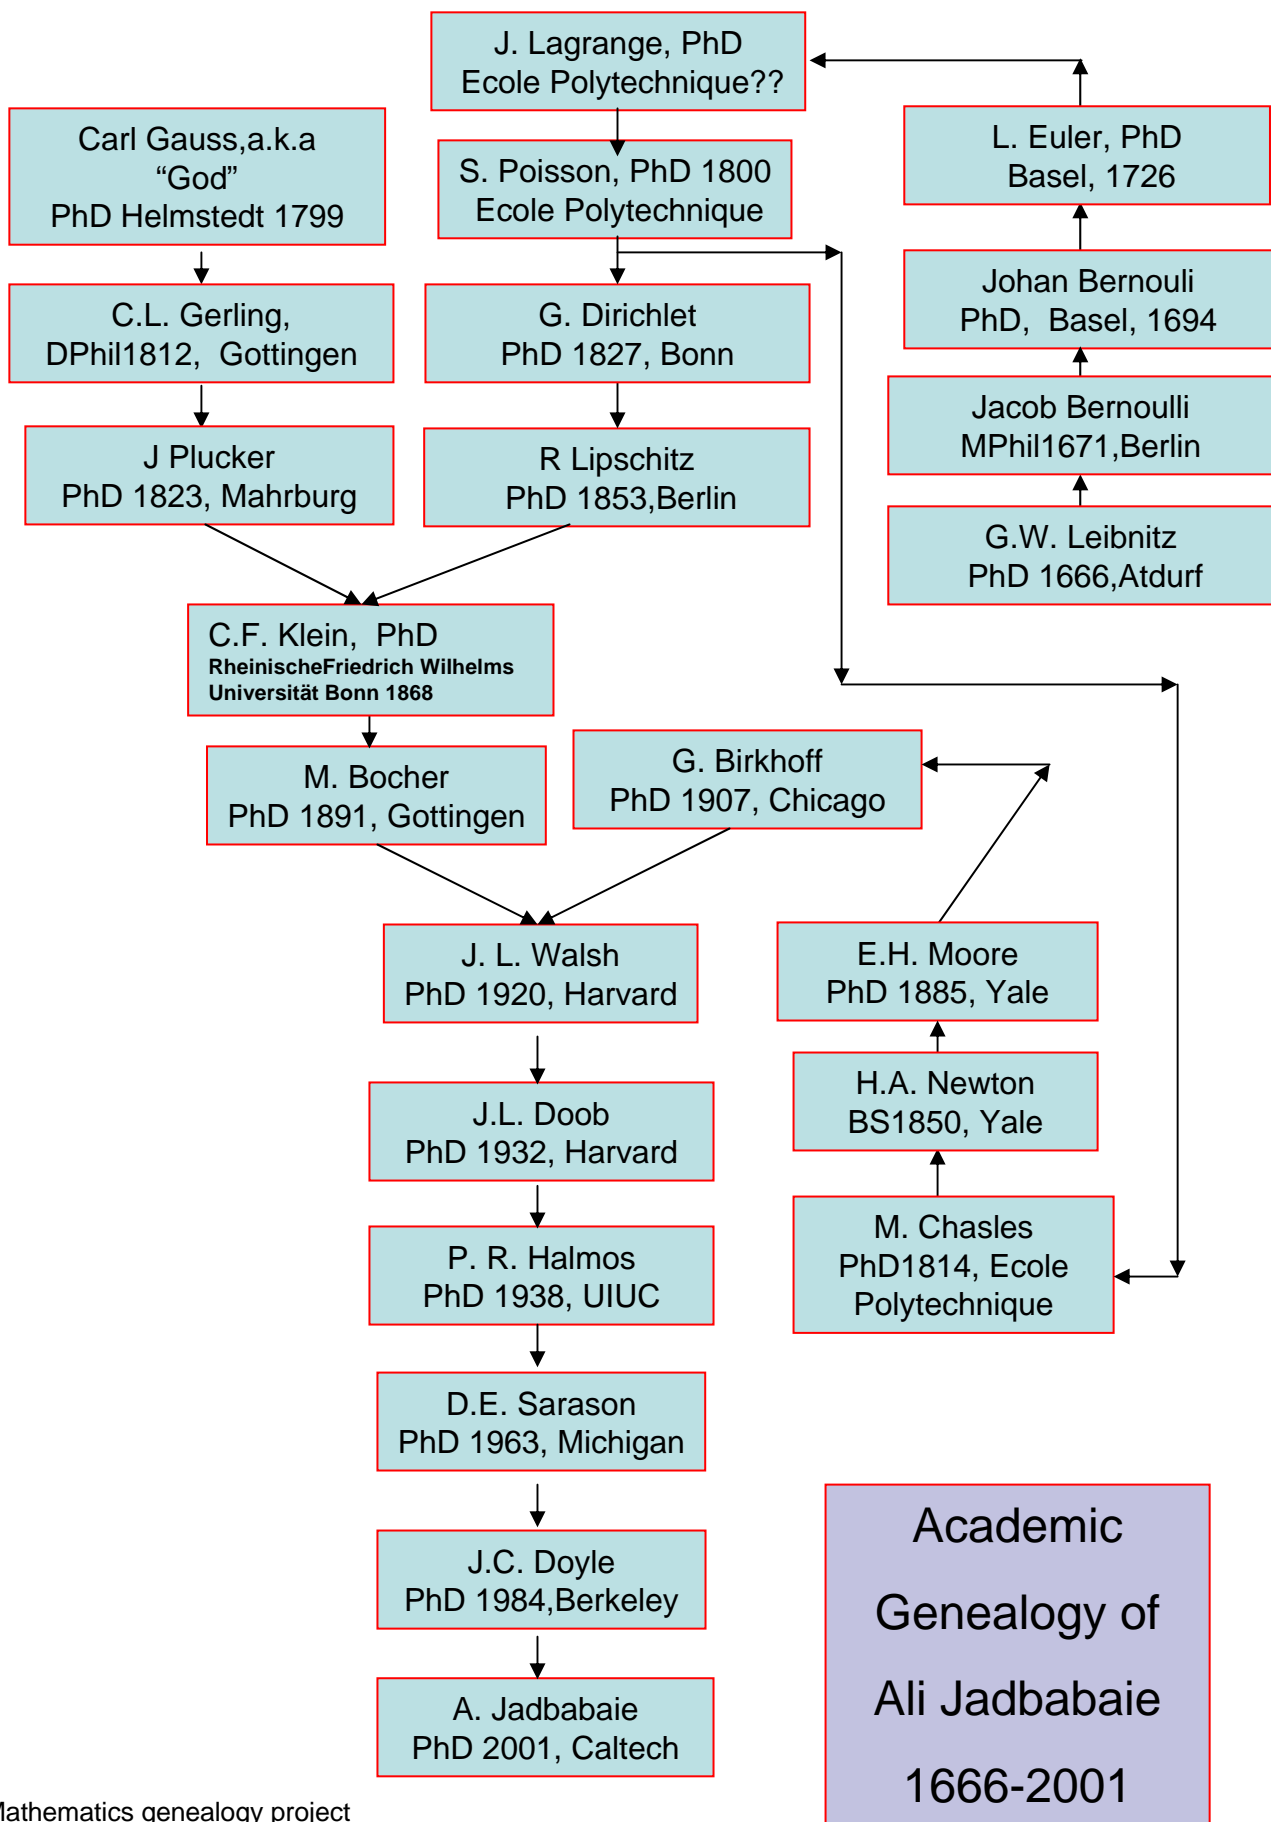 J. Lagrange, PhD
Ecole Polytechnique??
Carl Gauss,a.k.a
“God”
PhD Helmstedt 1799
S. Poisson, PhD 1800
Ecole Polytechnique
L. Euler, PhD
Basel, 1726
C.L. Gerling,
DPhil1812, Gottingen
G. Dirichlet
PhD 1827, Bonn
Johan Bernouli
PhD, Basel, 1694
J Plucker
PhD 1823, Mahrburg
R Lipschitz
PhD 1853,Berlin
Jacob Bernoulli
MPhil1671,Berlin
G.W. Leibnitz
PhD 1666,Atdurf
C.F. Klein, PhD
RheinischeFriedrich Wilhelms
Universität Bonn 1868
M. Bocher
PhD 1891, Gottingen
G. Birkhoff
PhD 1907, Chicago
J. L. Walsh
PhD 1920, Harvard
E.H. Moore
PhD 1885, Yale
H.A. Newton
BS1850, Yale
J.L. Doob
PhD 1932, Harvard
M. Chasles
PhD1814, Ecole
Polytechnique
P. R. Halmos
PhD 1938, UIUC
D.E. Sarason
PhD 1963, Michigan
J.C. Doyle
PhD 1984,Berkeley
A. Jadbabaie
PhD 2001, Caltech
Academic
Genealogy of
Ali Jadbabaie
1666-2001
Mathematics genealogy project